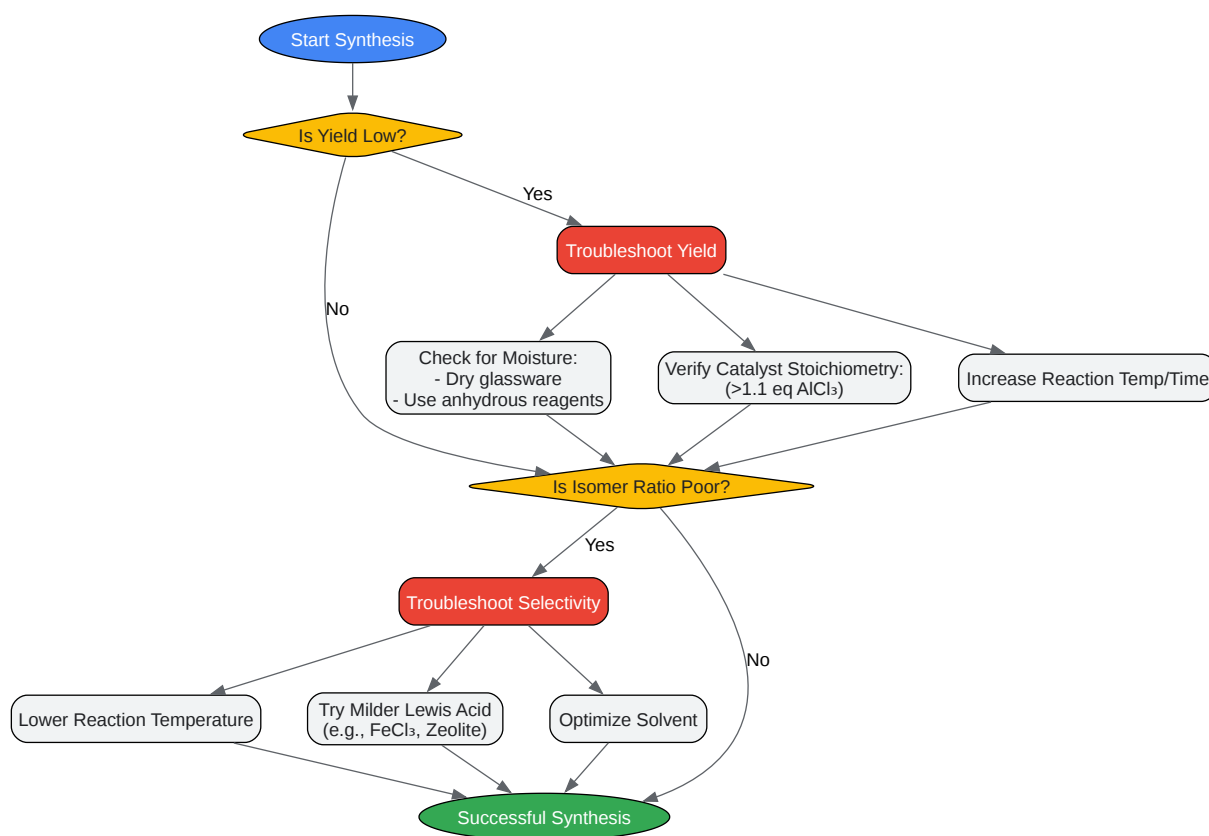 Start Synthesis
Is Yield Low?
Yes
Troubleshoot Yield
No
Check for Moisture:
- Dry glassware
- Use anhydrous reagents
Verify Catalyst Stoichiometry:
(>1.1 eq AlCl₃)
Increase Reaction Temp/Time
Is Isomer Ratio Poor?
Yes
Troubleshoot Selectivity
No
Lower Reaction Temperature
Try Milder Lewis Acid
(e.g., FeCl₃, Zeolite)
Optimize Solvent
Successful Synthesis